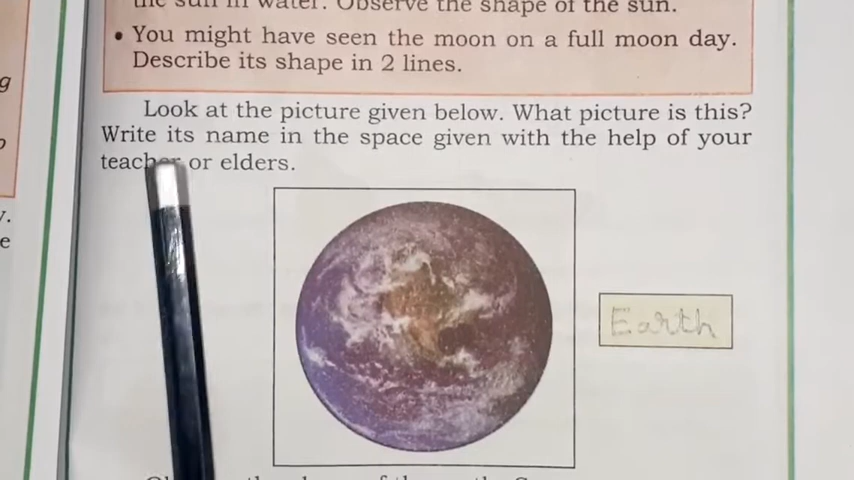 the sun in water. Observe the shape of the sun.
• You might have seen the moon on a full moon day.
Describe its shape in 2 lines.
Look at the picture given below. What picture is this?
Write its name in the space given with the help of your
teacher or elders.
Earth